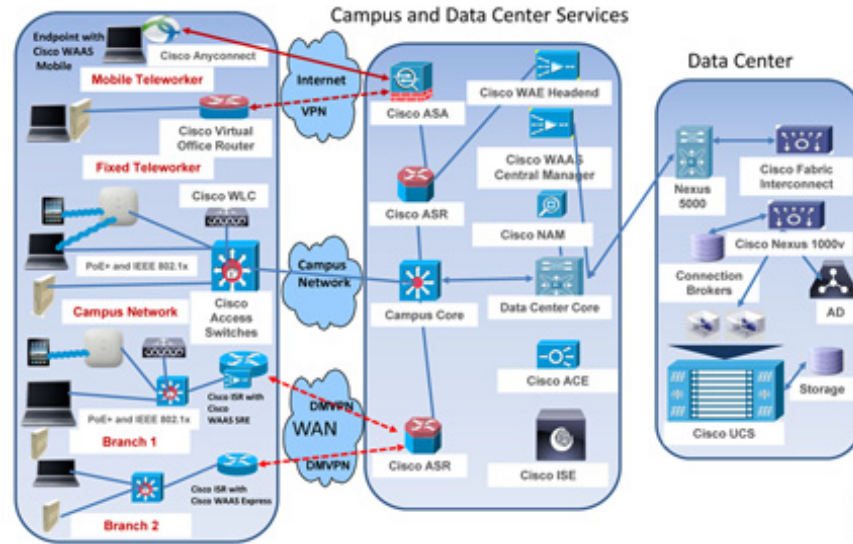 Campus and Data Center Services
Endpoint with
Cisco WAAS
Mobile
Cisco Anyconnect
Mobile Teleworker
Internet
VPN
Cisco ASA
Cisco WAE Headend
Data Center
Cisco Virtual
Office Router
Fixed Teleworker
Cisco WAAS
Central Manager
Nexus
5000
Cisco Fabric
Interconnect
Cisco WLC
Cisco ASR
Cisco NAM
Cisco Nexus 1000v
PoE+ and IEEE 802.1x
Campus
Network
Connection
Brokers
AD
Campus Network
Cisco
Access
Switches
Campus Core
Data Center Core
PoE+ and IEEE 802.1x
Cisco ISR with
Cisco
WAAS SRE
Branch 1
DMVPN
WAN
DMVPN
Cisco ACE
Storage
Cisco UCS
Cisco ASR
Cisco ISE
Cisco ISR with
Cisco WAAS Express
Branch 2